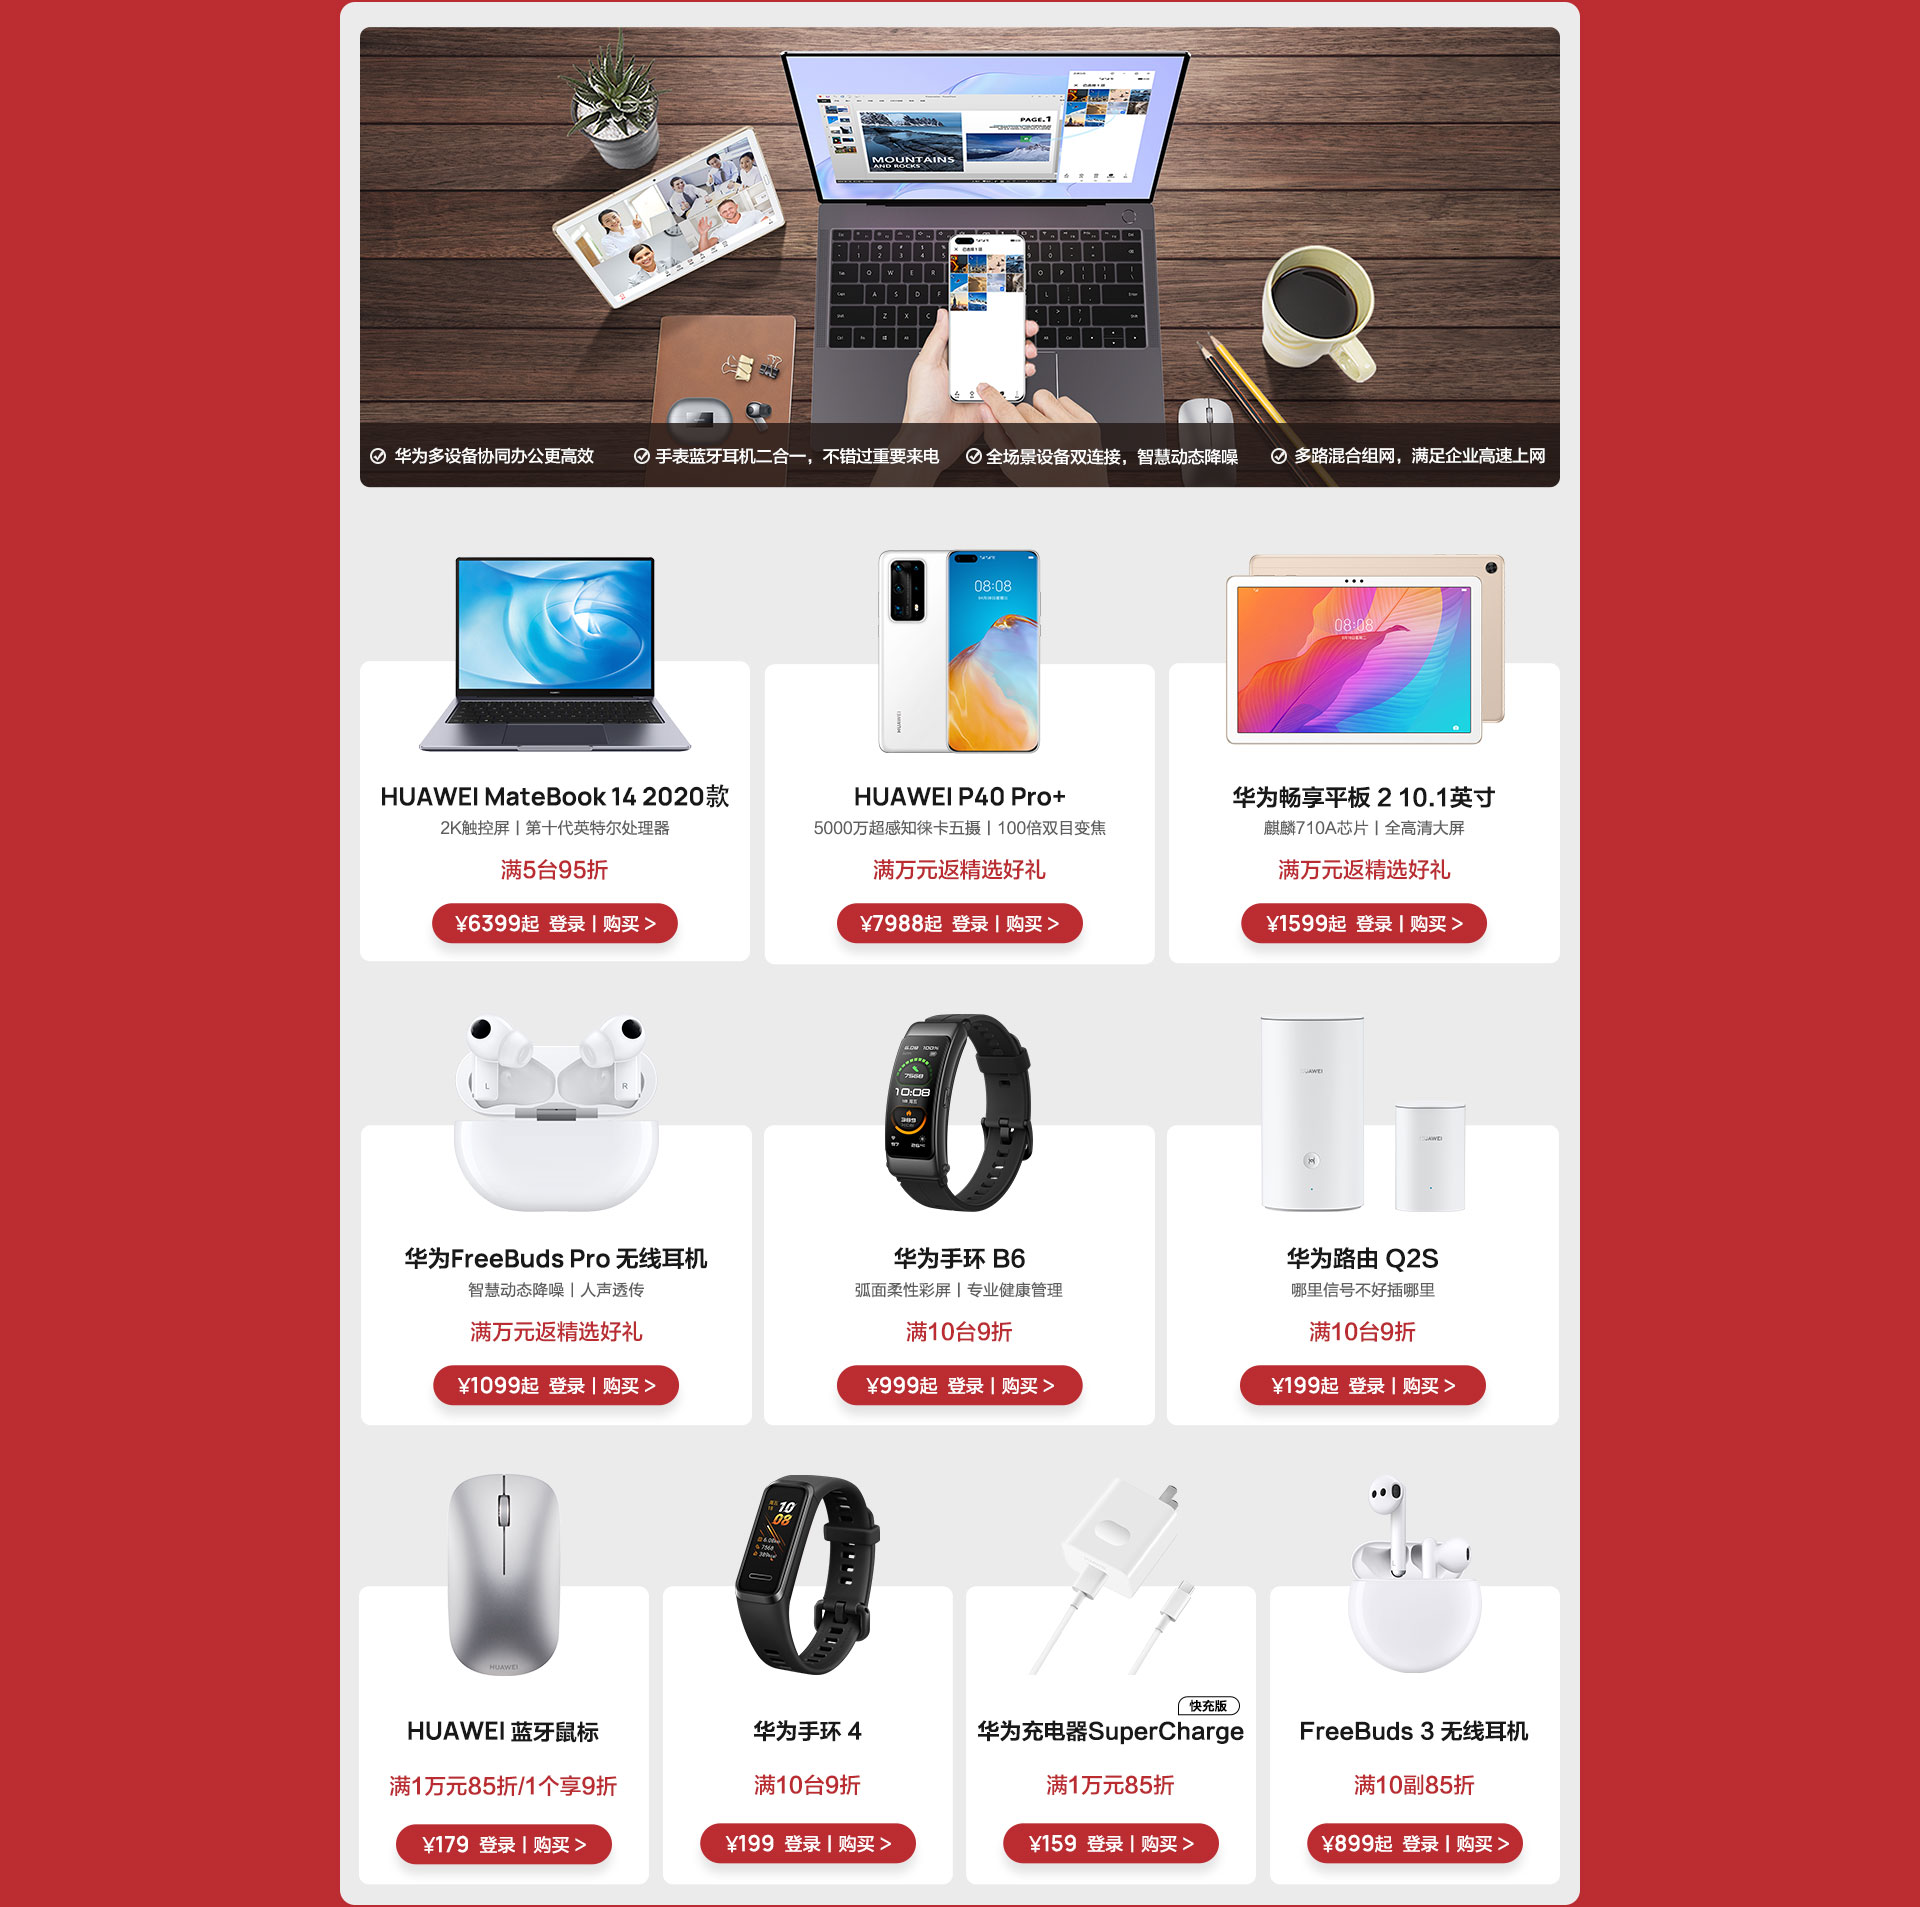 PAGE.1
MOUNTAINS
AND ROCKS
华为多设备协同办公更高效
手表蓝牙耳机二合一，不错过重要来电
全场景设备双连接，智慧动态降噪
多路混合组网，满足企业高速上网
08:08
08:08
HUAWEI
HUAWEI MateBook 14 2020款
2K触控屏 | 第十代英特尔处理器
满5台95折
¥6399起 登录 | 购买 >
HUAWEI P40 Pro+
5000万超感知徕卡五摄 | 100倍双目变焦
满万元返精选好礼
¥7988起 登录 | 购买 >
华为畅享平板 2 10.1英寸
麒麟710A芯片 | 全高清大屏
满万元返精选好礼
¥1599起 登录 | 购买 >
L
R
6.08 100%
7568
10:08
389
HUAWEI
HUAWEI
华为FreeBuds Pro 无线耳机
智慧动态降噪 | 人声透传
满万元返精选好礼
¥1099起 登录 | 购买 >
华为手环 B6
弧面柔性彩屏 | 专业健康管理
满10台9折
¥999起 登录 | 购买 >
华为路由 Q2S
哪里信号不好插哪里
满10台9折
¥199起 登录 | 购买 >
HUAWEI
10
08
7568
HUAWEI 蓝牙鼠标
满1万元85折/1个享9折
¥179 登录 | 购买 >
华为手环 4
满10台9折
¥199 登录 | 购买 >
快充版
华为充电器SuperCharge
满1万元85折
¥159 登录 | 购买 >
FreeBuds 3 无线耳机
满10副85折
¥899起 登录 | 购买 >